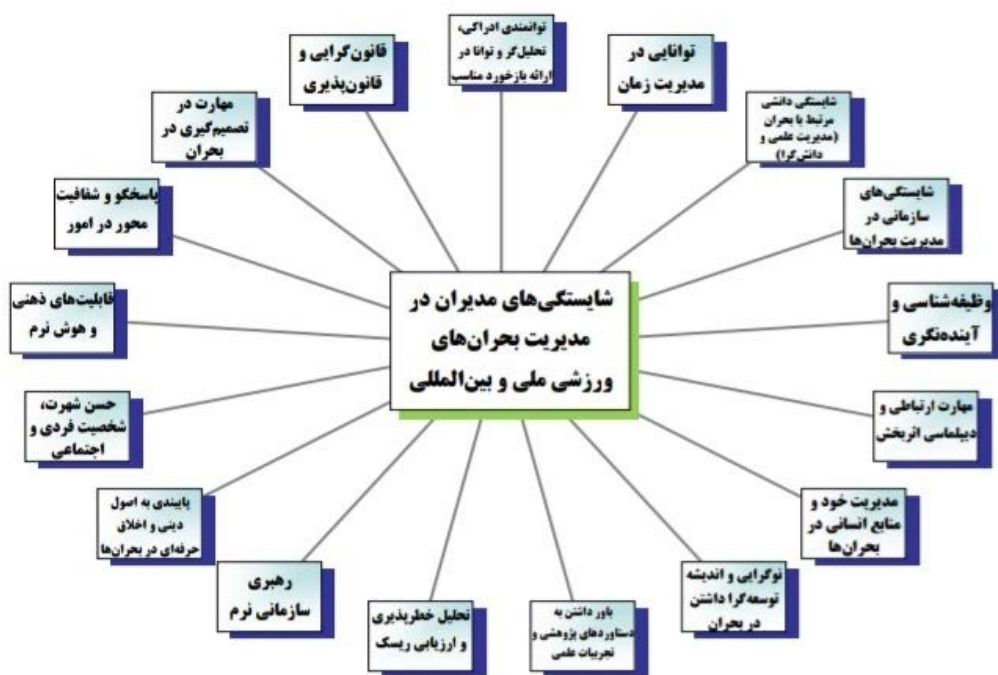 شایستگی‌های مدیران در
مدیریت بحران‌های
ورزشی ملی و بین‌المللی
توانمندی ادراکی،
تحلیل‌گر و توانا در
ارائه بازخورد مناسب
توانایی در
مدیریت زمان
شایستگی دانشی
مرتبط با بحران
(مدیریت علمی و
دانش‌گرا)
شایستگی‌های
سازمانی در
مدیریت بحران‌ها
وظیفه‌شناسی و
آینده‌نگری
مهارت ارتباطی و
دیپلماسی اثربخش
مدیریت خود و
منابع انسانی در
بحران‌ها
نوگرایی و اندیشه
توسعه‌گرا داشتن
در بحران
باور داشتن به
دستاوردهای پژوهشی و
تجربیات علمی
تحلیل خطرپذیری
و ارزیابی ریسک
رهبری
سازمانی نرم
پایبندی به اصول
دینی و اخلاق
حرفه‌ای در بحران‌ها
حسن شهرت،
شخصیت فردی و
اجتماعی
قابلیت‌های ذهنی
و هوش نرم
پاسخگو و شفافیت
محور در امور
مهارت در
تصمیم‌گیری در
بحران
قانون‌گرایی و
قانون‌پذیری